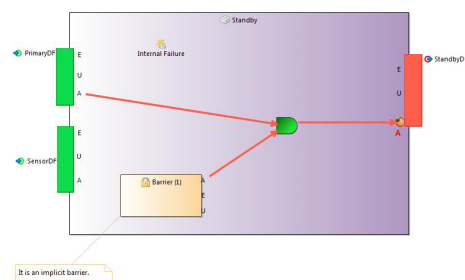 Standby
PrimaryDF
E
U
A
Internal Failure
StandbyD
E
U
A
SensorDF
E
U
A
Barrier (1)
A
E
U
It is an implicit barrier.